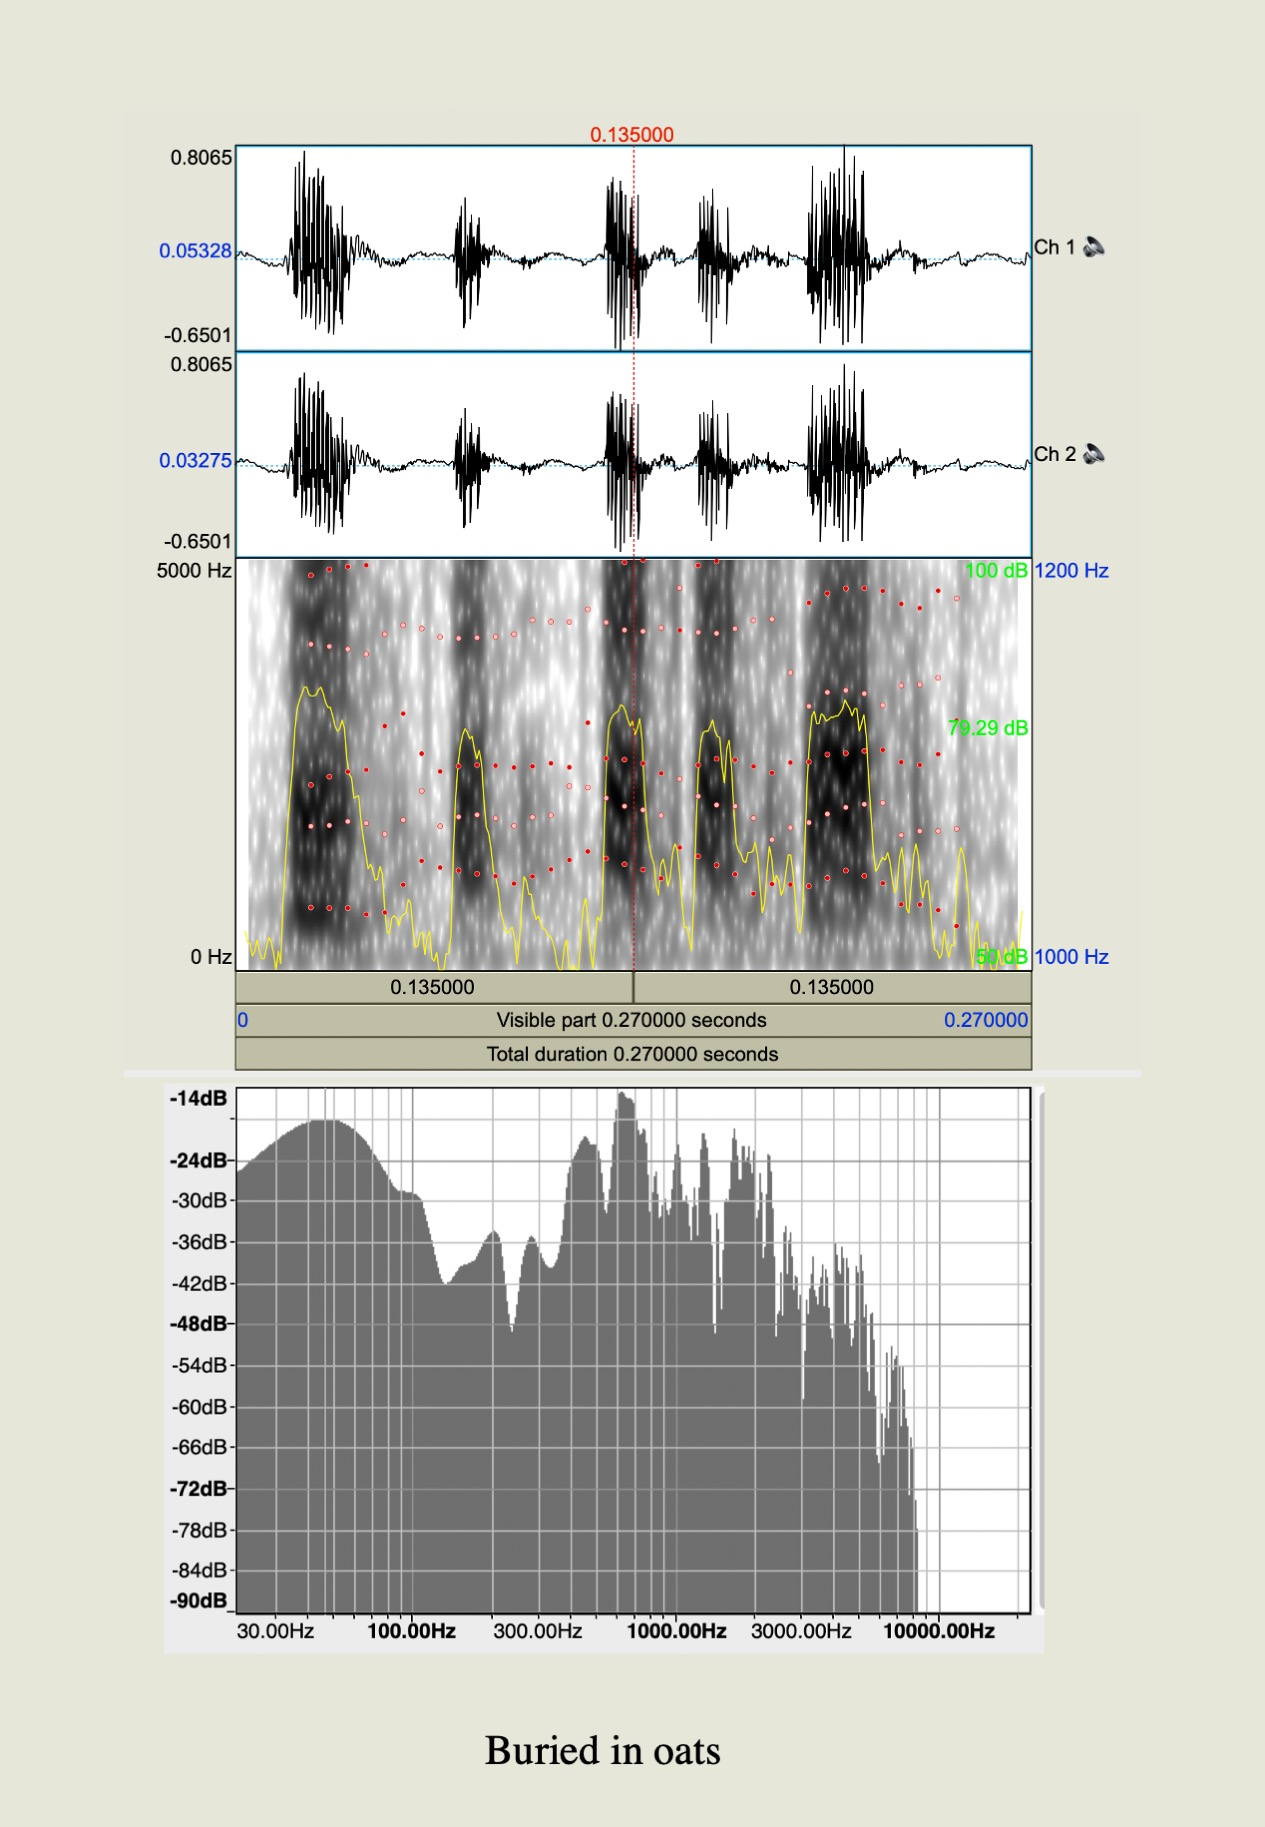 0.135000
0.8065
0.05328
Ch 1
-0.6501
0.8065
0.03275
Ch 2
-0.6501
5000 Hz 100 dB 1200 Hz
79.29 dB
0 Hz 50 dB 1000 Hz
0.135000 0.135000
0 Visible part 0.270000 seconds 0.270000
Total duration 0.270000 seconds
-14dB
-24dB
-30dB
-36dB
-42dB
-48dB
-54dB
-60dB
-66dB
-72dB
-78dB
-84dB
-90dB
30.00Hz 100.00Hz 300.00Hz 1000.00Hz 3000.00Hz 10000.00Hz
Buried in oats